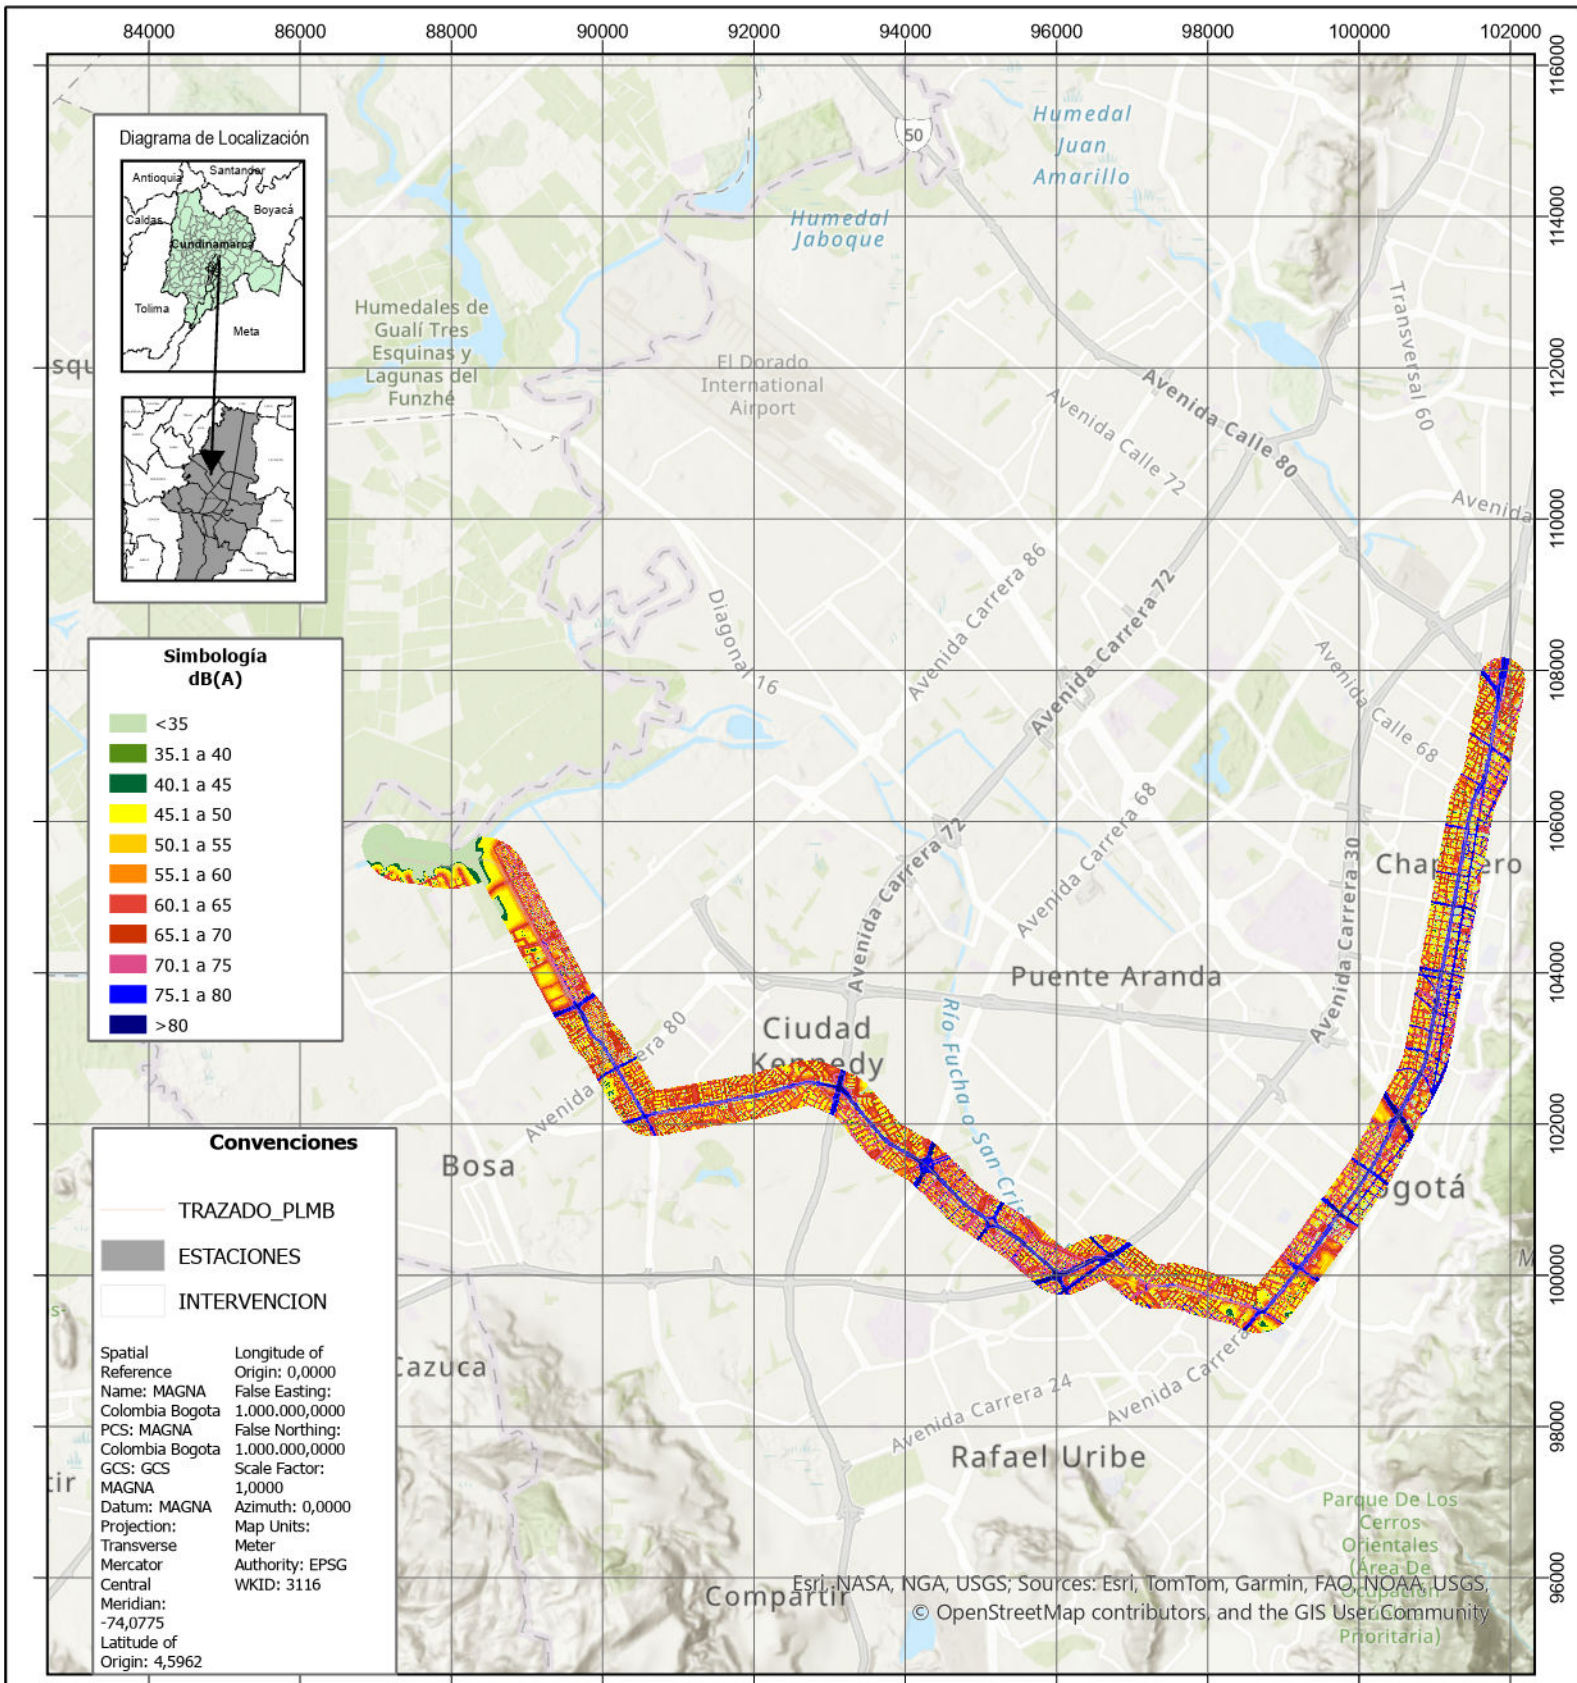 84000 86000 88000 90000 92000 94000 96000 98000 100000 102000
116000
114000
112000
110000
108000
106000
104000
102000
100000
98000
96000
Diagrama de Localización
Antioquia
Santander
Boyacá
Caldas
Cundinamarca
Tolima
Meta
Simbología
dB(A)
<35
35.1 a 40
40.1 a 45
45.1 a 50
50.1 a 55
55.1 a 60
60.1 a 65
65.1 a 70
70.1 a 75
75.1 a 80
>80
Convenciones
TRAZADO_PLMB
ESTACIONES
INTERVENCION
Spatial
Reference
Name: MAGNA
Colombia Bogota
PCS: MAGNA
Colombia Bogota
GCS: GCS
MAGNA
Datum: MAGNA
Projection:
Transverse
Mercator
Central
Meridian:
-74,0775
Latitude of
Origin: 4,5962
Longitude of
Origin: 0,0000
False Easting:
1.000.000,0000
False Northing:
1.000.000,0000
Scale Factor:
1,0000
Azimuth: 0,0000
Map Units:
Meter
Authority: EPSG
WKID: 3116
50
Humedal
Juan
Amarillo
Humedal
Jaboque
Humedales de
Gualí Tres
Esquinas y
Lagunas del
Funzhé
El Dorado
International
Airport
Transversal 60
Avenida Calle 80
Avenida Calle 72
Avenida
Avenida Carrera 86
Avenida Carrera 72
Diagonal 16
Avenida Calle 68
Avenida Carrera 68
Avenida Carrera 72
Avenida Carrera 30
Puente Aranda
Ciudad
Kennedy
Río Fucha o San Crist
Bosa
Avenida Carrera
Avenida Carrera 24
Rafael Uribe
Parque De Los
Cerros
Orientales
(Área De
Ocupación
Prioritaria)
Compartir
Esri, NASA, NGA, USGS; Sources: Esri, TomTom, Garmin, FAO, NOAA, USGS,
© OpenStreetMap contributors, and the GIS User Community